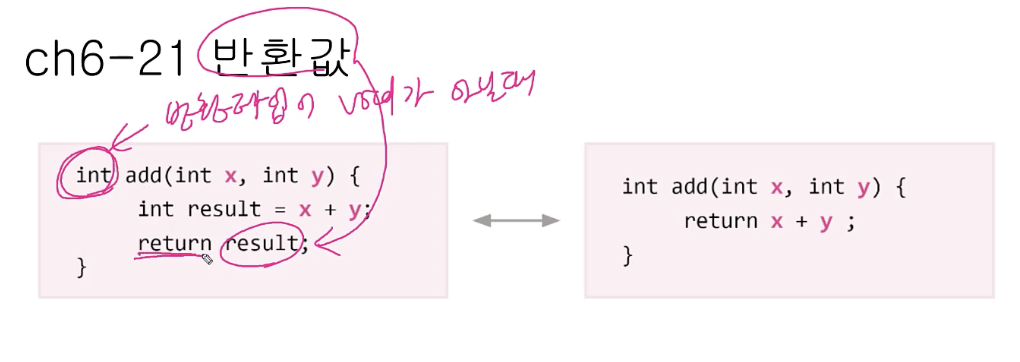 ch6-21 반환값
반환타입이 void가 아닐때
int add(int x, int y) {
int result = x + y;
return result;
}
int add(int x, int y) {
return x + y ;
}